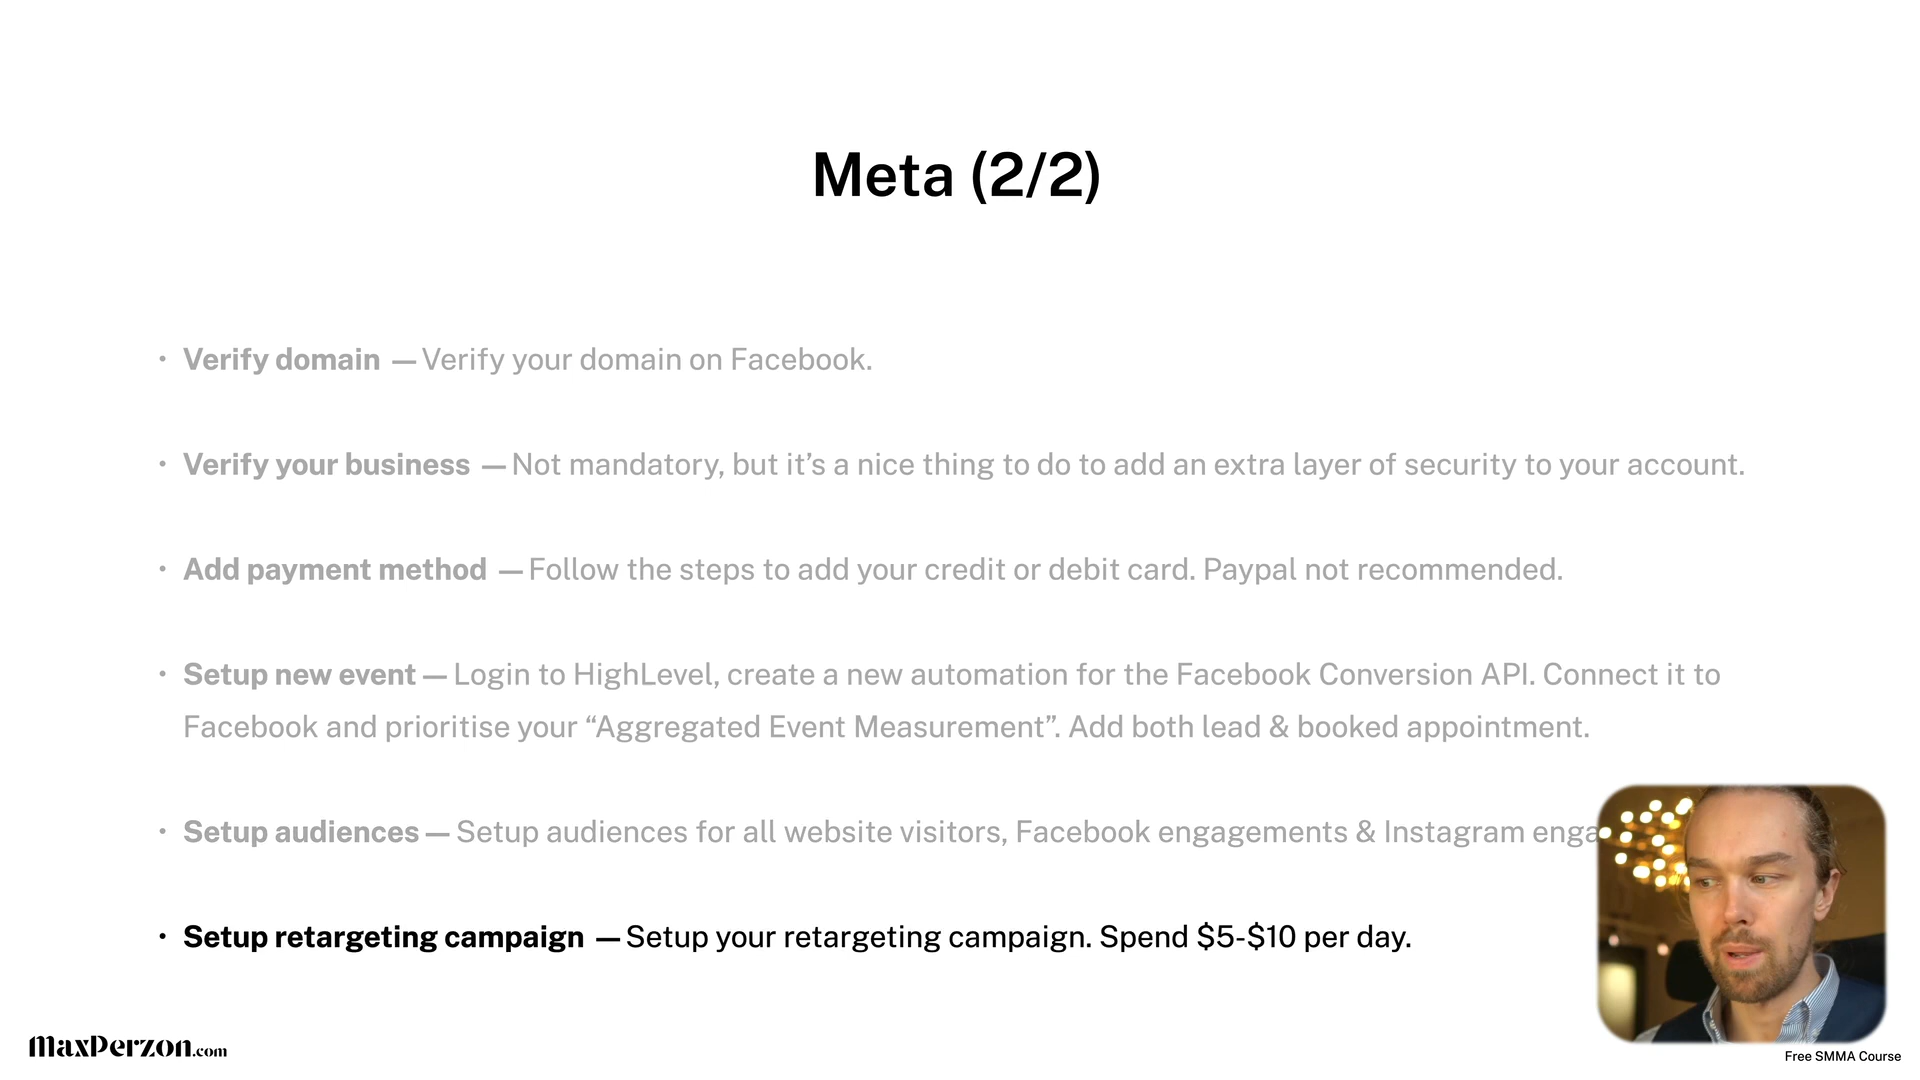 Meta (2/2)
• Verify domain — Verify your domain on Facebook.
• Verify your business — Not mandatory, but it’s a nice thing to do to add an extra layer of security to your account.
• Add payment method — Follow the steps to add your credit or debit card. Paypal not recommended.
• Setup new event — Login to HighLevel, create a new automation for the Facebook Conversion API. Connect it to
Facebook and prioritise your “Aggregated Event Measurement”. Add both lead & booked appointment.
• Setup audiences — Setup audiences for all website visitors, Facebook engagements & Instagram
• Setup retargeting campaign — Setup your retargeting campaign. Spend $5-$10 per day.
MaxPerzon.com
Free SMMA Course